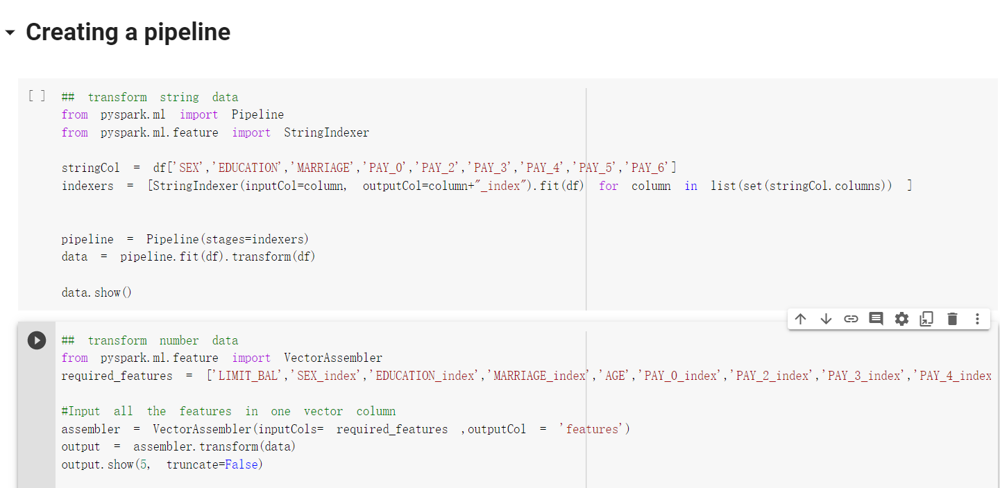 Creating a pipeline
[ ] ## transform string data
from pyspark.ml import Pipeline
from pyspark.ml.feature import StringIndexer
stringCol = df['SEX','EDUCATION','MARRIAGE','PAY_0','PAY_2','PAY_3','PAY_4','PAY_5','PAY_6']
indexers = [StringIndexer(inputCol=column, outputCol=column+"_index").fit(df) for column in list(set(stringCol.columns)) ]
pipeline = Pipeline(stages=indexers)
data = pipeline.fit(df).transform(df)
data.show()
## transform number data
from pyspark.ml.feature import VectorAssembler
required_features = ['LIMIT_BAL','SEX_index','EDUCATION_index','MARRIAGE_index','AGE','PAY_0_index','PAY_2_index','PAY_3_index','PAY_4_index
#Input all the features in one vector column
assembler = VectorAssembler(inputCols= required_features ,outputCol = 'features')
output = assembler.transform(data)
output.show(5, truncate=False)